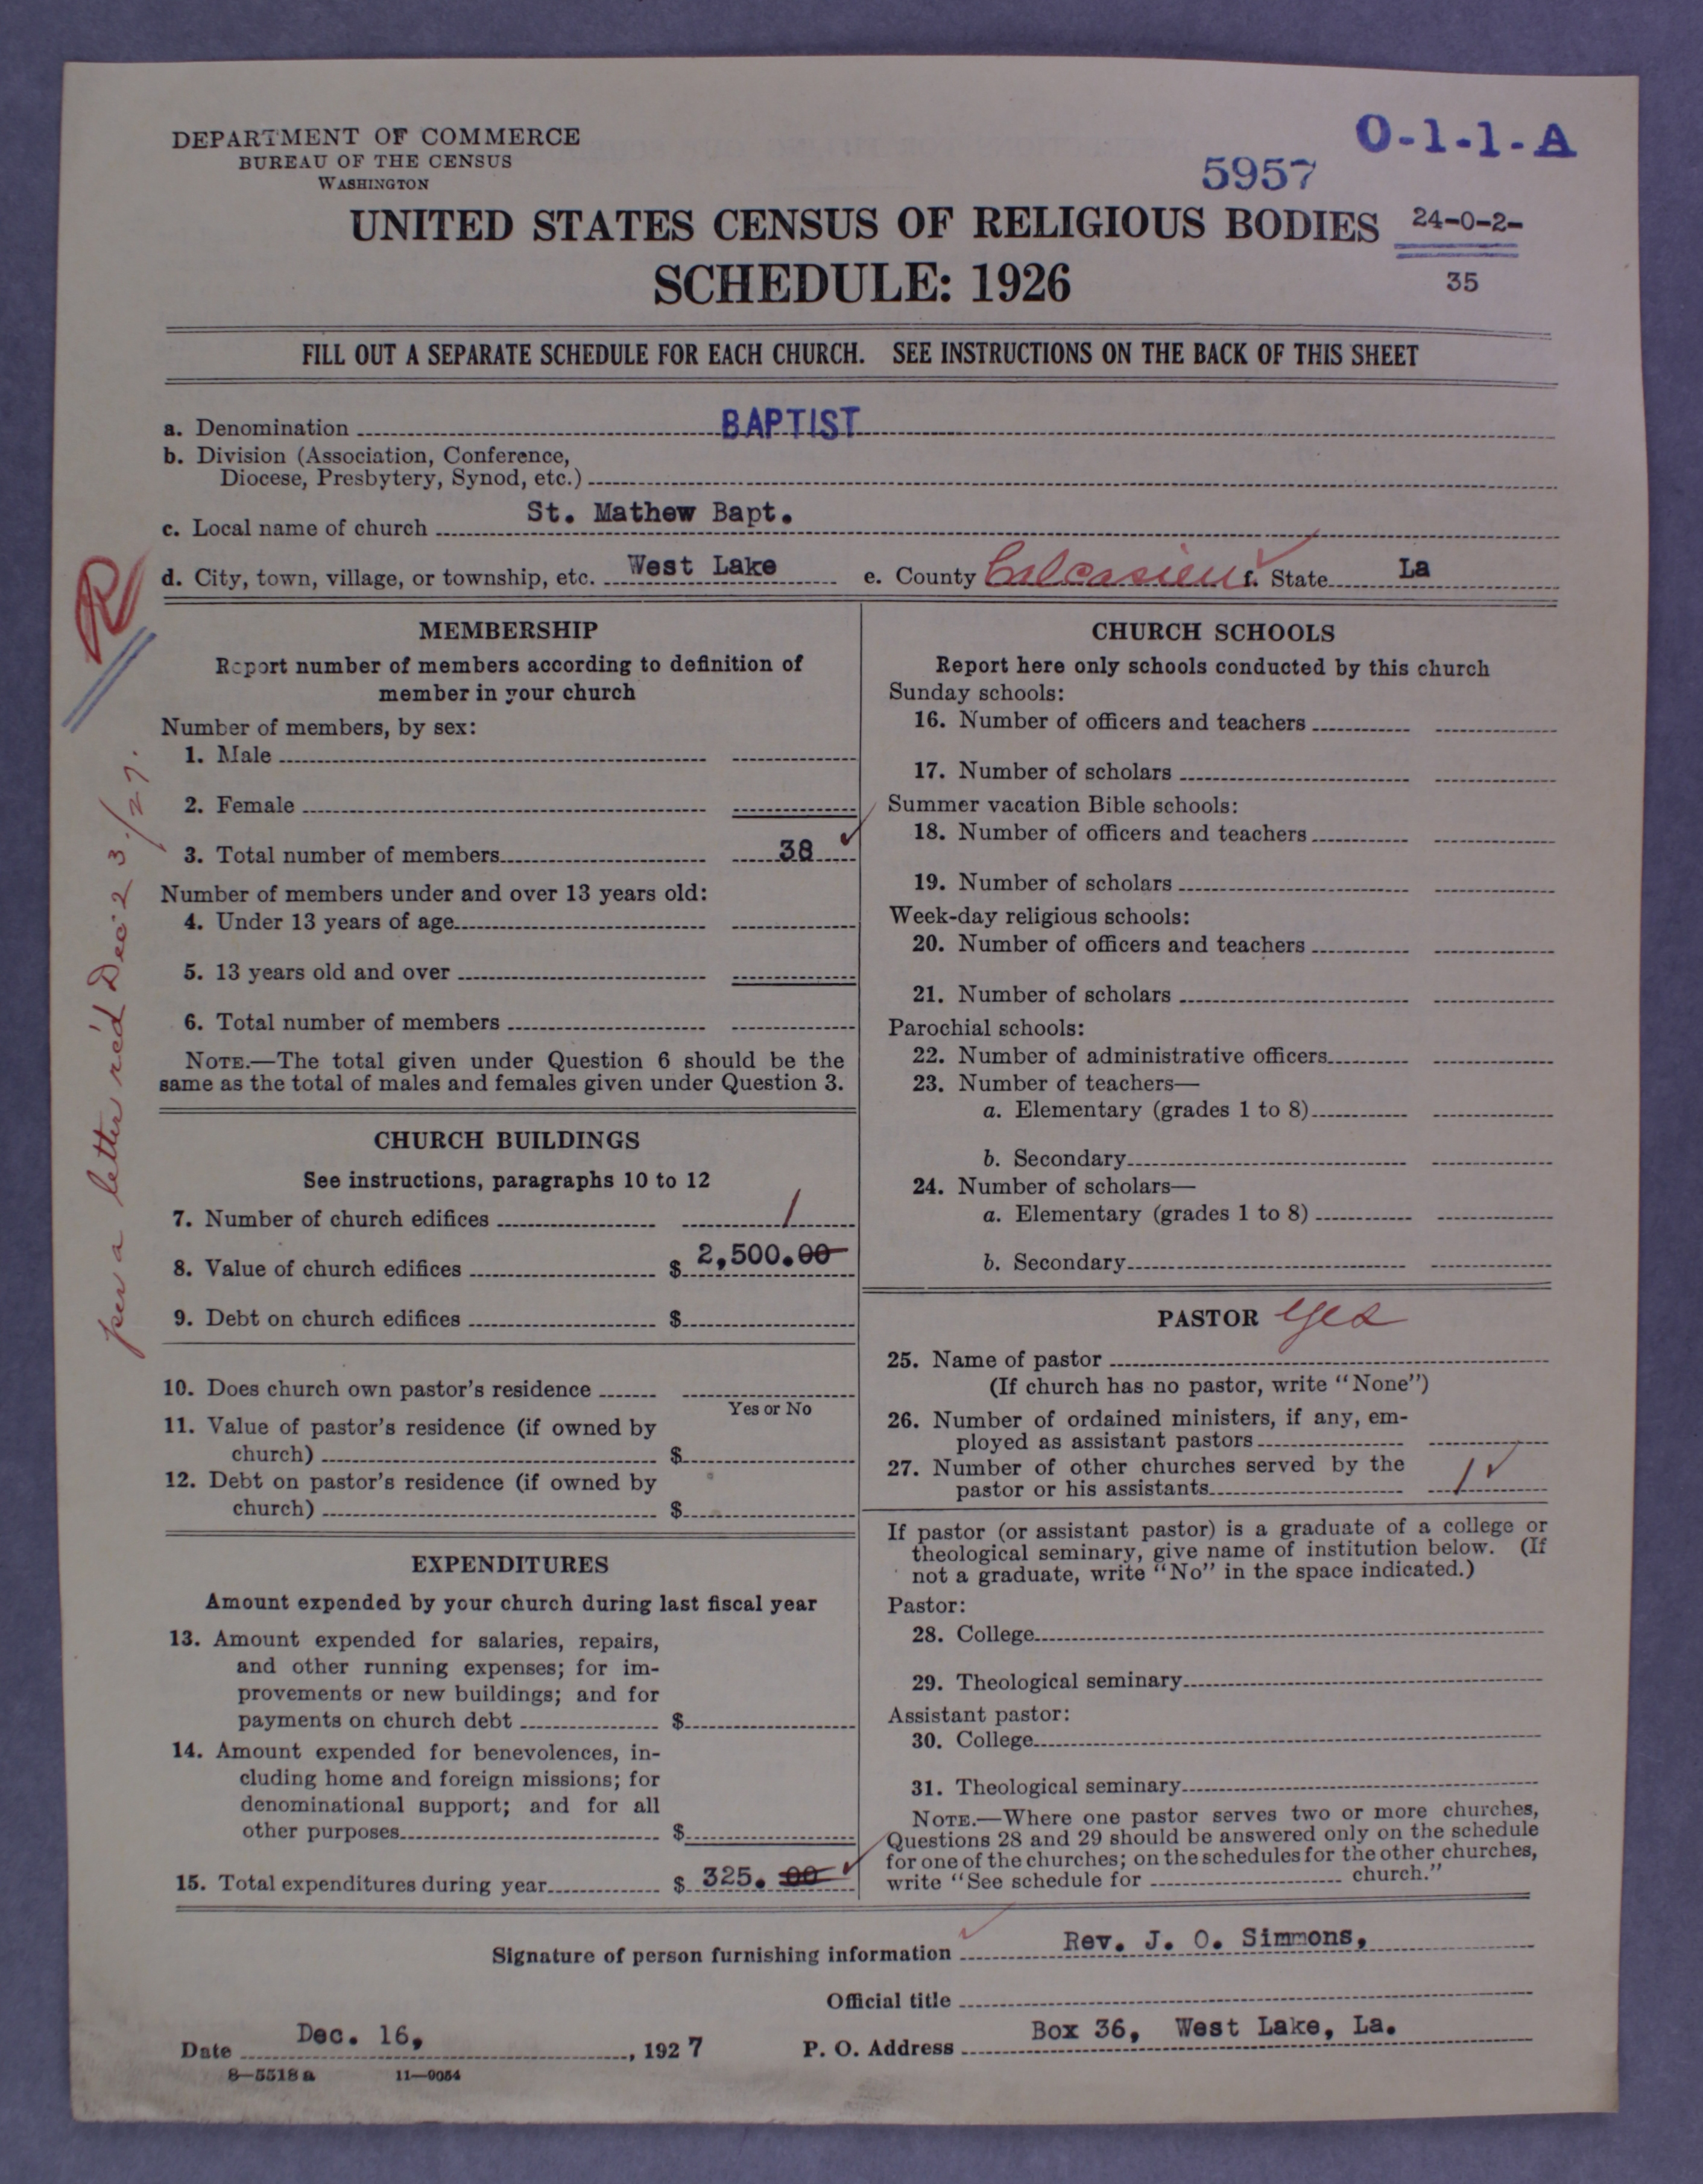 DEPARTMENT OF COMMERCE
BUREAU OF THE CENSUS
WASHINGTON
O-1-1-A
5957
UNITED STATES CENSUS OF RELIGIOUS BODIES
24-0-2-
SCHEDULE: 1926
35
FILL OUT A SEPARATE SCHEDULE FOR EACH CHURCH. SEE INSTRUCTIONS ON THE BACK OF THIS SHEET
a. Denomination BAPTIST
b. Division (Association, Conference,
Diocese, Presbytery, Synod, etc.)
c. Local name of church St. Mathew Bapt.
d. City, town, village, or township, etc. West Lake e. County Calcasieu f. State La
R
per a letter rec'd Dec. 23/27.
MEMBERSHIP
Report number of members according to definition of
member in your church
Number of members, by sex:
1. Male
2. Female
3. Total number of members 38 ✓
Number of members under and over 13 years old:
4. Under 13 years of age
5. 13 years old and over
6. Total number of members
NOTE.—The total given under Question 6 should be the
same as the total of males and females given under Question 3.
CHURCH BUILDINGS
See instructions, paragraphs 10 to 12
7. Number of church edifices 1
8. Value of church edifices $ 2,500.00
9. Debt on church edifices $
10. Does church own pastor's residence
Yes or No
11. Value of pastor's residence (if owned by
church) $
12. Debt on pastor's residence (if owned by
church) $
EXPENDITURES
Amount expended by your church during last fiscal year
13. Amount expended for salaries, repairs,
and other running expenses; for im-
provements or new buildings; and for
payments on church debt $
14. Amount expended for benevolences, in-
cluding home and foreign missions; for
denominational support; and for all
other purposes $
15. Total expenditures during year $ 325.00 ✓
CHURCH SCHOOLS
Report here only schools conducted by this church
Sunday schools:
16. Number of officers and teachers
17. Number of scholars
Summer vacation Bible schools:
18. Number of officers and teachers
19. Number of scholars
Week-day religious schools:
20. Number of officers and teachers
21. Number of scholars
Parochial schools:
22. Number of administrative officers
23. Number of teachers—
a. Elementary (grades 1 to 8)
b. Secondary
24. Number of scholars—
a. Elementary (grades 1 to 8)
b. Secondary
PASTOR Yes
25. Name of pastor
(If church has no pastor, write "None")
26. Number of ordained ministers, if any, em-
ployed as assistant pastors
27. Number of other churches served by the
pastor or his assistants 1 ✓
If pastor (or assistant pastor) is a graduate of a college or
theological seminary, give name of institution below. (If
not a graduate, write "No" in the space indicated.)
Pastor:
28. College
29. Theological seminary
Assistant pastor:
30. College
31. Theological seminary
NOTE.—Where one pastor serves two or more churches,
Questions 28 and 29 should be answered only on the schedule
for one of the churches; on the schedules for the other churches,
write "See schedule for church."
Signature of person furnishing information ✓ Rev. J. O. Simmons,
Official title
Date Dec. 16, , 1927 P. O. Address Box 36, West Lake, La.
8—5518 a 11—9054